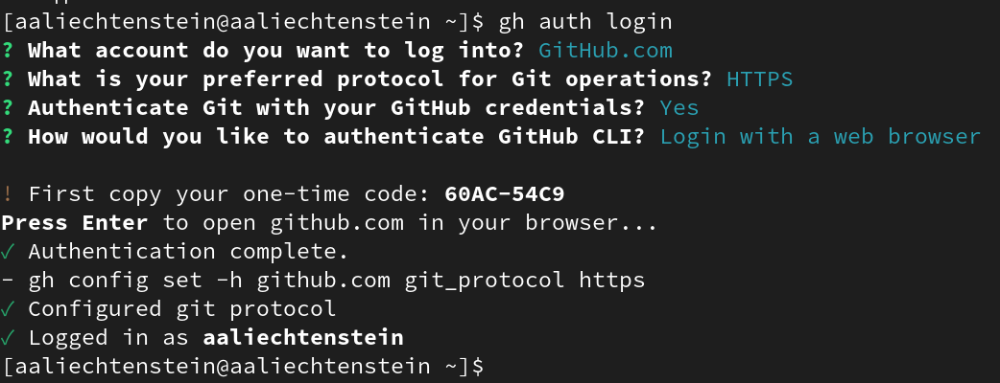 [aaliechtenstein@aaliechtenstein ~]$ gh auth login
? What account do you want to log into? GitHub.com
? What is your preferred protocol for Git operations? HTTPS
? Authenticate Git with your GitHub credentials? Yes
? How would you like to authenticate GitHub CLI? Login with a web browser
! First copy your one-time code: 60AC-54C9
Press Enter to open github.com in your browser...
✓ Authentication complete.
- gh config set -h github.com git_protocol https
✓ Configured git protocol
✓ Logged in as aaliechtenstein
[aaliechtenstein@aaliechtenstein ~]$